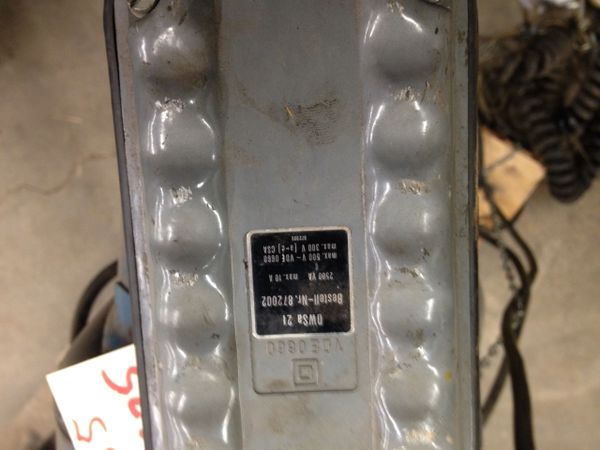 VDE 0660
DWSa 21
Bestell-Nr. 872002
2500 VA max. 10 A
max. 500 V - VDE 0660
max. 300 V (a-e) CSA